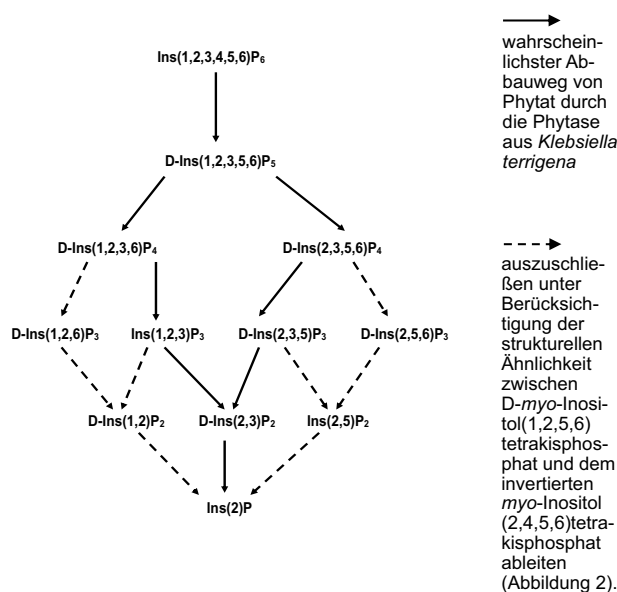 Ins(1,2,3,4,5,6)P6
D-Ins(1,2,3,5,6)P5
D-Ins(1,2,3,6)P4 D-Ins(2,3,5,6)P4
D-Ins(1,2,6)P3 Ins(1,2,3)P3 D-Ins(2,3,5)P3 D-Ins(2,5,6)P3
D-Ins(1,2)P2 D-Ins(2,3)P2 Ins(2,5)P2
Ins(2)P
wahrschein-
lichster Ab-
bauweg von
Phytat durch
die Phytase
aus Klebsiella
terrigena
auszuschlie-
ßen unter
Berücksich-
tigung der
strukturellen
Ähnlichkeit
zwischen
D-myo-Inosi-
tol(1,2,5,6)
tetrakisphos-
phat und dem
invertierten
myo-Inositol
(2,4,5,6)tetra-
kisphosphat
ableiten
(Abbildung 2).